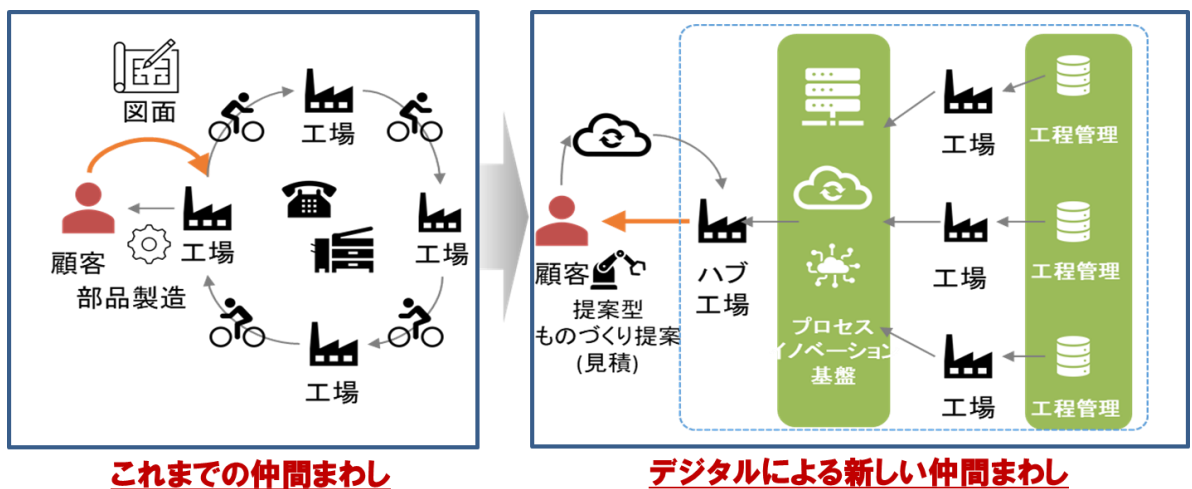 図面
工場
工場
工場
工場
顧客
部品製造
これまでの仲間まわし
顧客
提案型
ものづくり提案
(見積)
ハブ
工場
プロセス
イノベーション
基盤
工場
工程管理
工場
工程管理
工場
工程管理
デジタルによる新しい仲間まわし